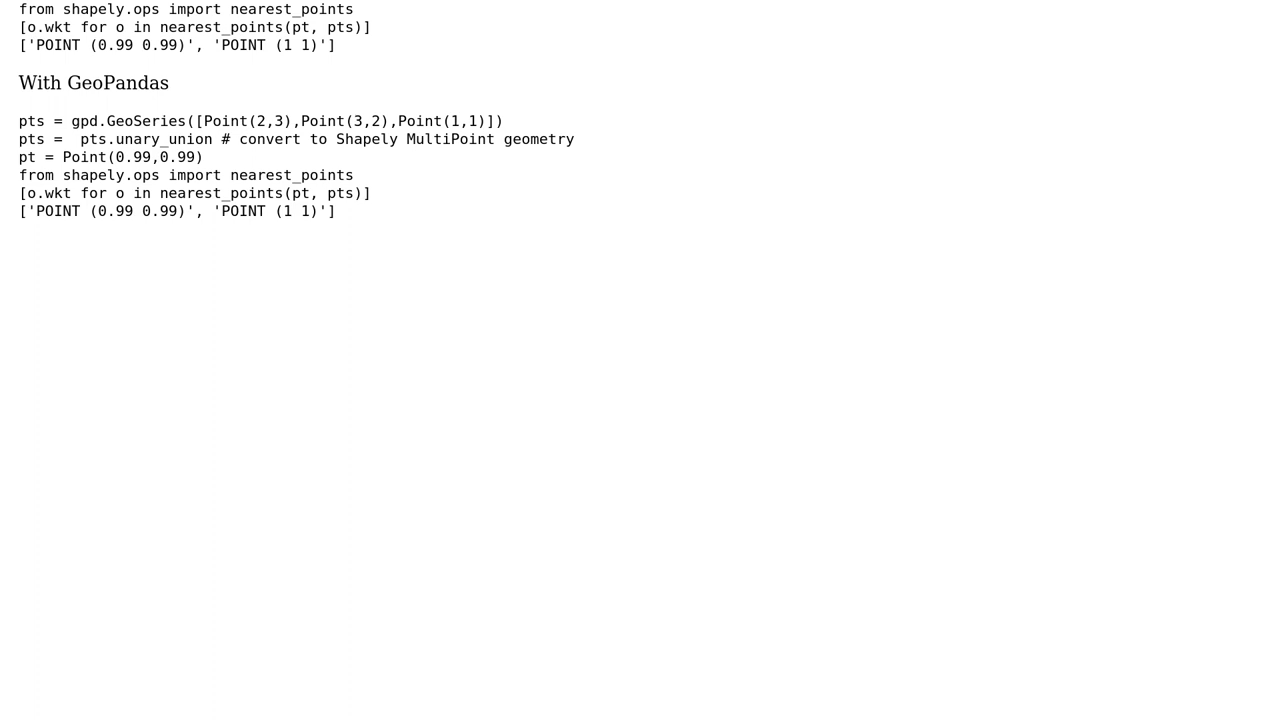 from shapely.ops import nearest_points
[o.wkt for o in nearest_points(pt, pts)]
['POINT (0.99 0.99)', 'POINT (1 1)']
With GeoPandas
pts = gpd.GeoSeries([Point(2,3),Point(3,2),Point(1,1)])
pts =  pts.unary_union # convert to Shapely MultiPoint geometry
pt = Point(0.99,0.99)
from shapely.ops import nearest_points
[o.wkt for o in nearest_points(pt, pts)]
['POINT (0.99 0.99)', 'POINT (1 1)']